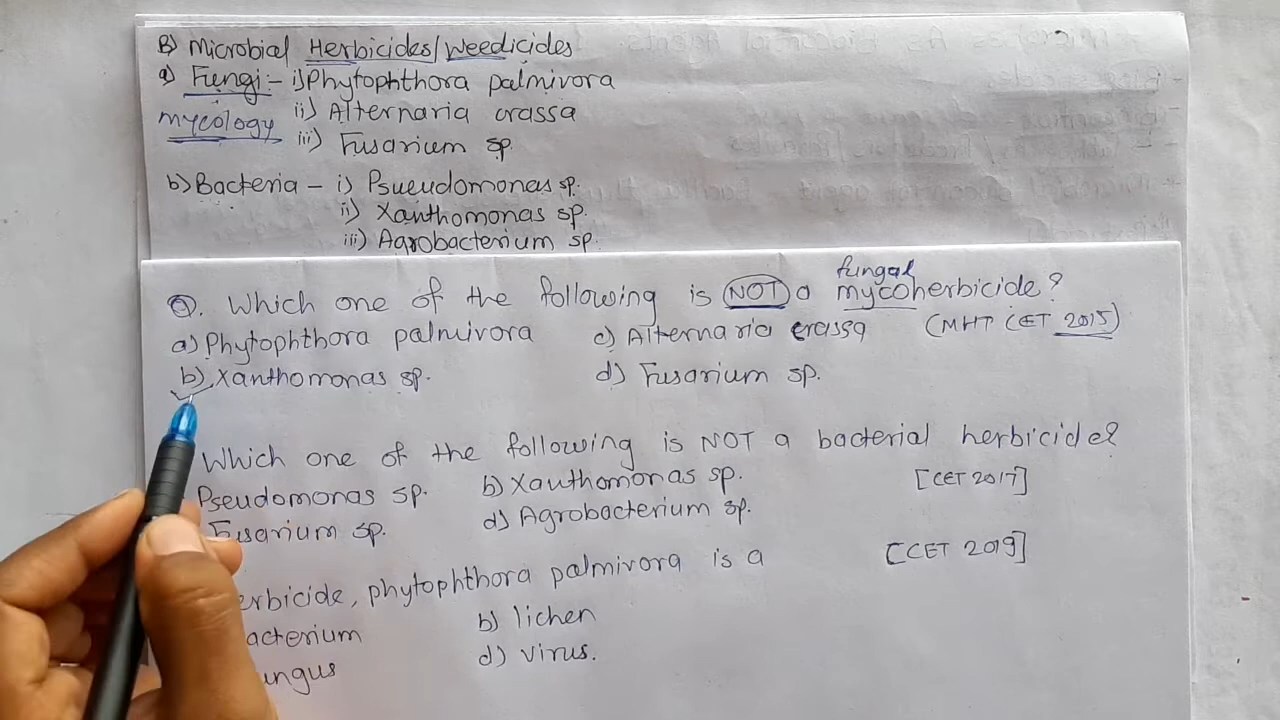 B) Microbial Herbicides/Weedicides
a) Fungi:- i) Phytophthora palmivora
mycology ii) Alternaria crassa
iii) Fusarium sp
b) Bacteria - i) Psueudomonas sp.
ii) Xanthomonas sp.
iii) Agrobacterium sp.
fungal
Q. Which one of the following is NOT a mycoherbicide?
a) Phytophthora palmivora c) Alternaria crassa (MHT CET 2015)
b) Xanthomonas sp. d) Fusarium sp.
Which one of the following is NOT a bacterial herbicide?
Pseudomonas sp. b) Xanthomonas sp. [CET 2017]
Fusarium sp. d) Agrobacterium sp.
erbicide, phytophthora palmivora is a [CET 2019]
acterium b) lichen
ungus d) virus.